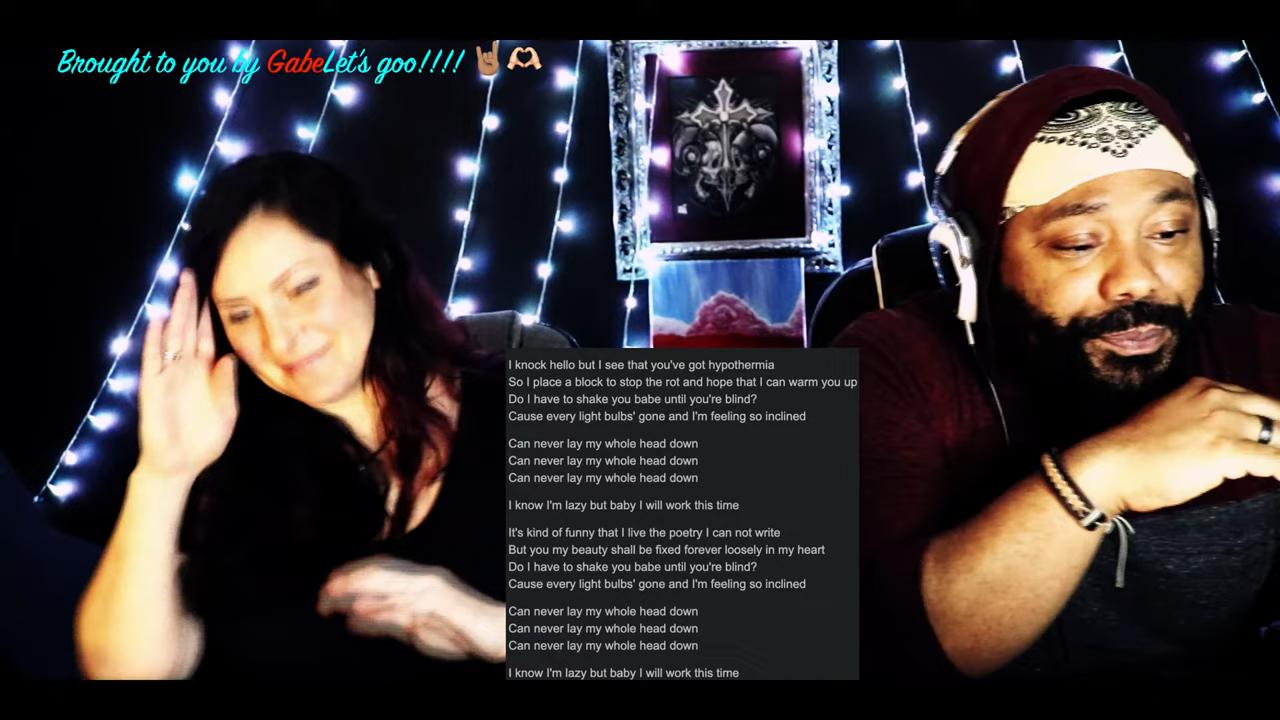 Brought to you by GabeLet's goo!!!! 🤘🏽🫶🏼
I knock hello but I see that you've got hypothermia
So I place a block to stop the rot and hope that I can warm you up
Do I have to shake you babe until you're blind?
Cause every light bulbs' gone and I'm feeling so inclined
Can never lay my whole head down
Can never lay my whole head down
Can never lay my whole head down
I know I'm lazy but baby I will work this time
It's kind of funny that I live the poetry I can not write
But you my beauty shall be fixed forever loosely in my heart
Do I have to shake you babe until you're blind?
Cause every light bulbs' gone and I'm feeling so inclined
Can never lay my whole head down
Can never lay my whole head down
Can never lay my whole head down
I know I'm lazy but baby I will work this time